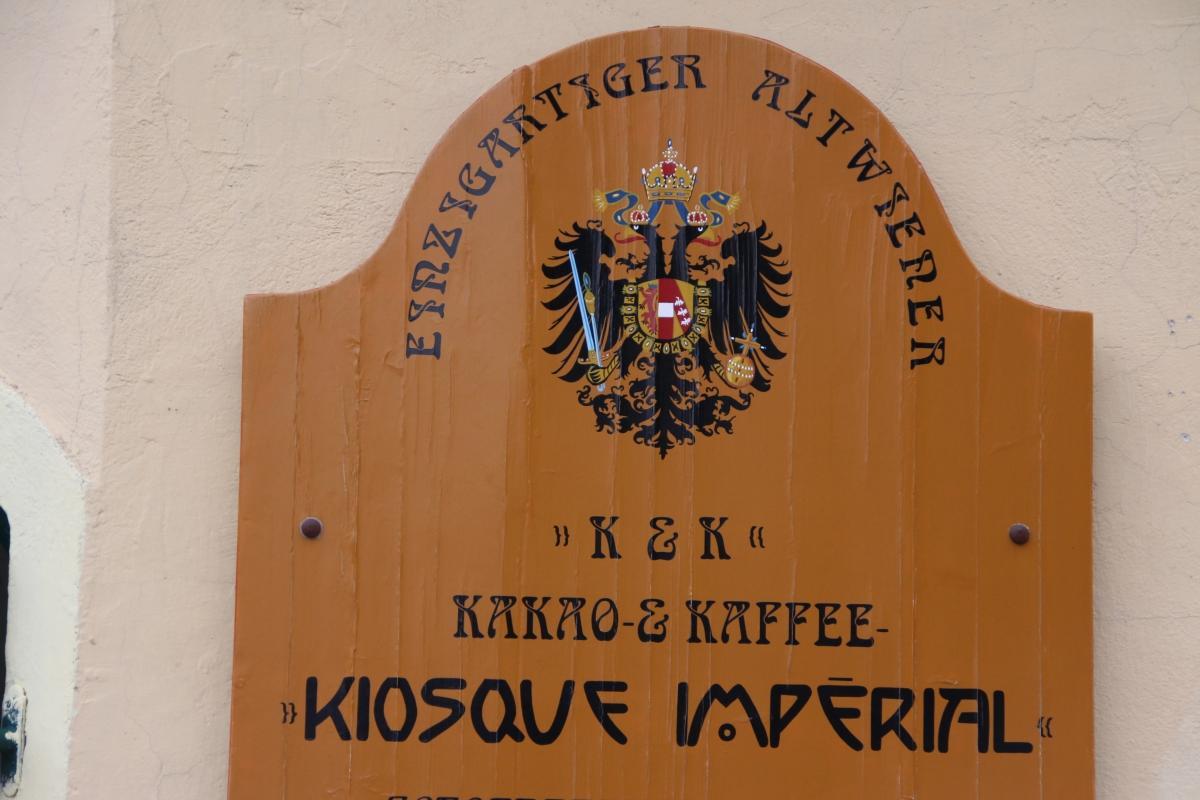 EINZIGARTIGER ALTWIENER
»K & K«
KAKAO-& KAFFEE-
»KIOSQUE IMPĒRIAL«